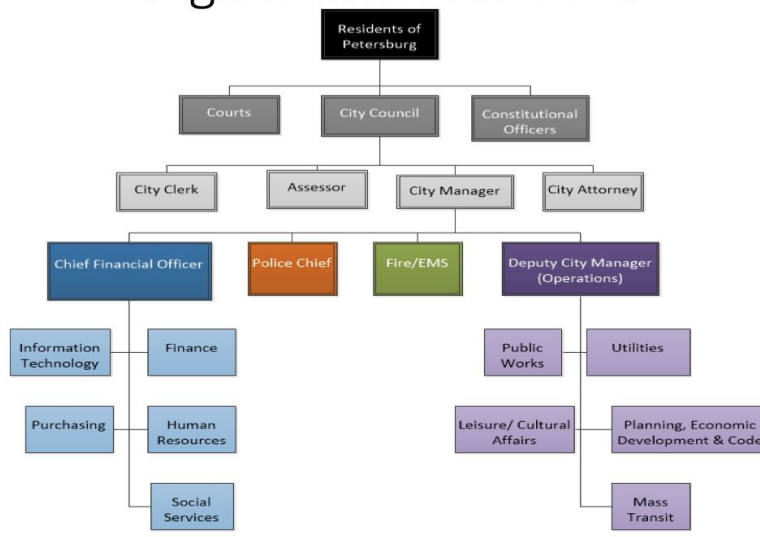 Residents of
Petersburg
Courts
City Council
Constitutional
Officers
City Clerk
Assessor
City Manager
City Attorney
Chief Financial Officer
Police Chief
Fire/EMS
Deputy City Manager
(Operations)
Information
Technology
Finance
Public
Works
Utilities
Purchasing
Human
Resources
Leisure/ Cultural
Affairs
Planning, Economic
Development & Code
Social
Services
Mass
Transit